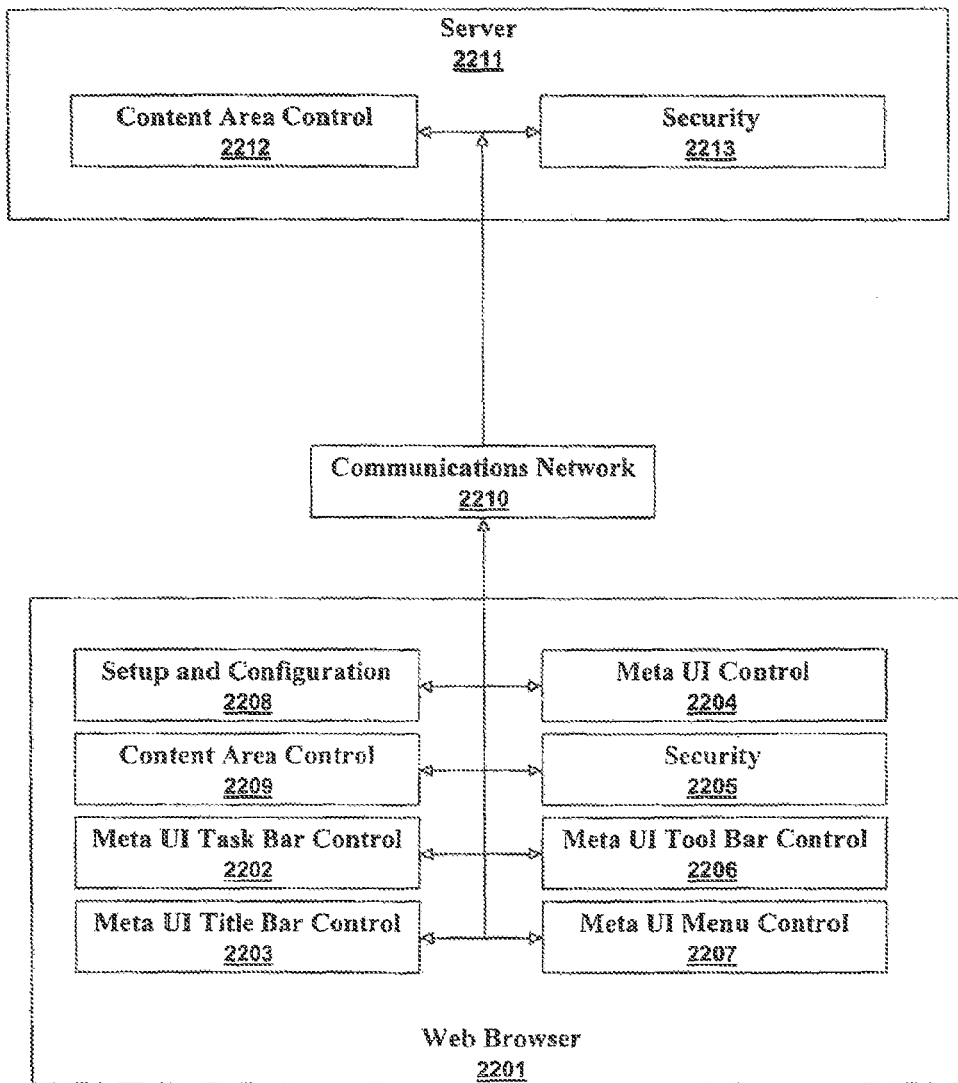 Server
2211
Content Area Control
2212
Security
2213
Communications Network
2210
Setup and Configuration
2208
Meta UI Control
2204
Content Area Control
2209
Security
2205
Meta UI Task Bar Control
2202
Meta UI Tool Bar Control
2206
Meta UI Title Bar Control
2203
Meta UI Menu Control
2207
Web Browser
2201